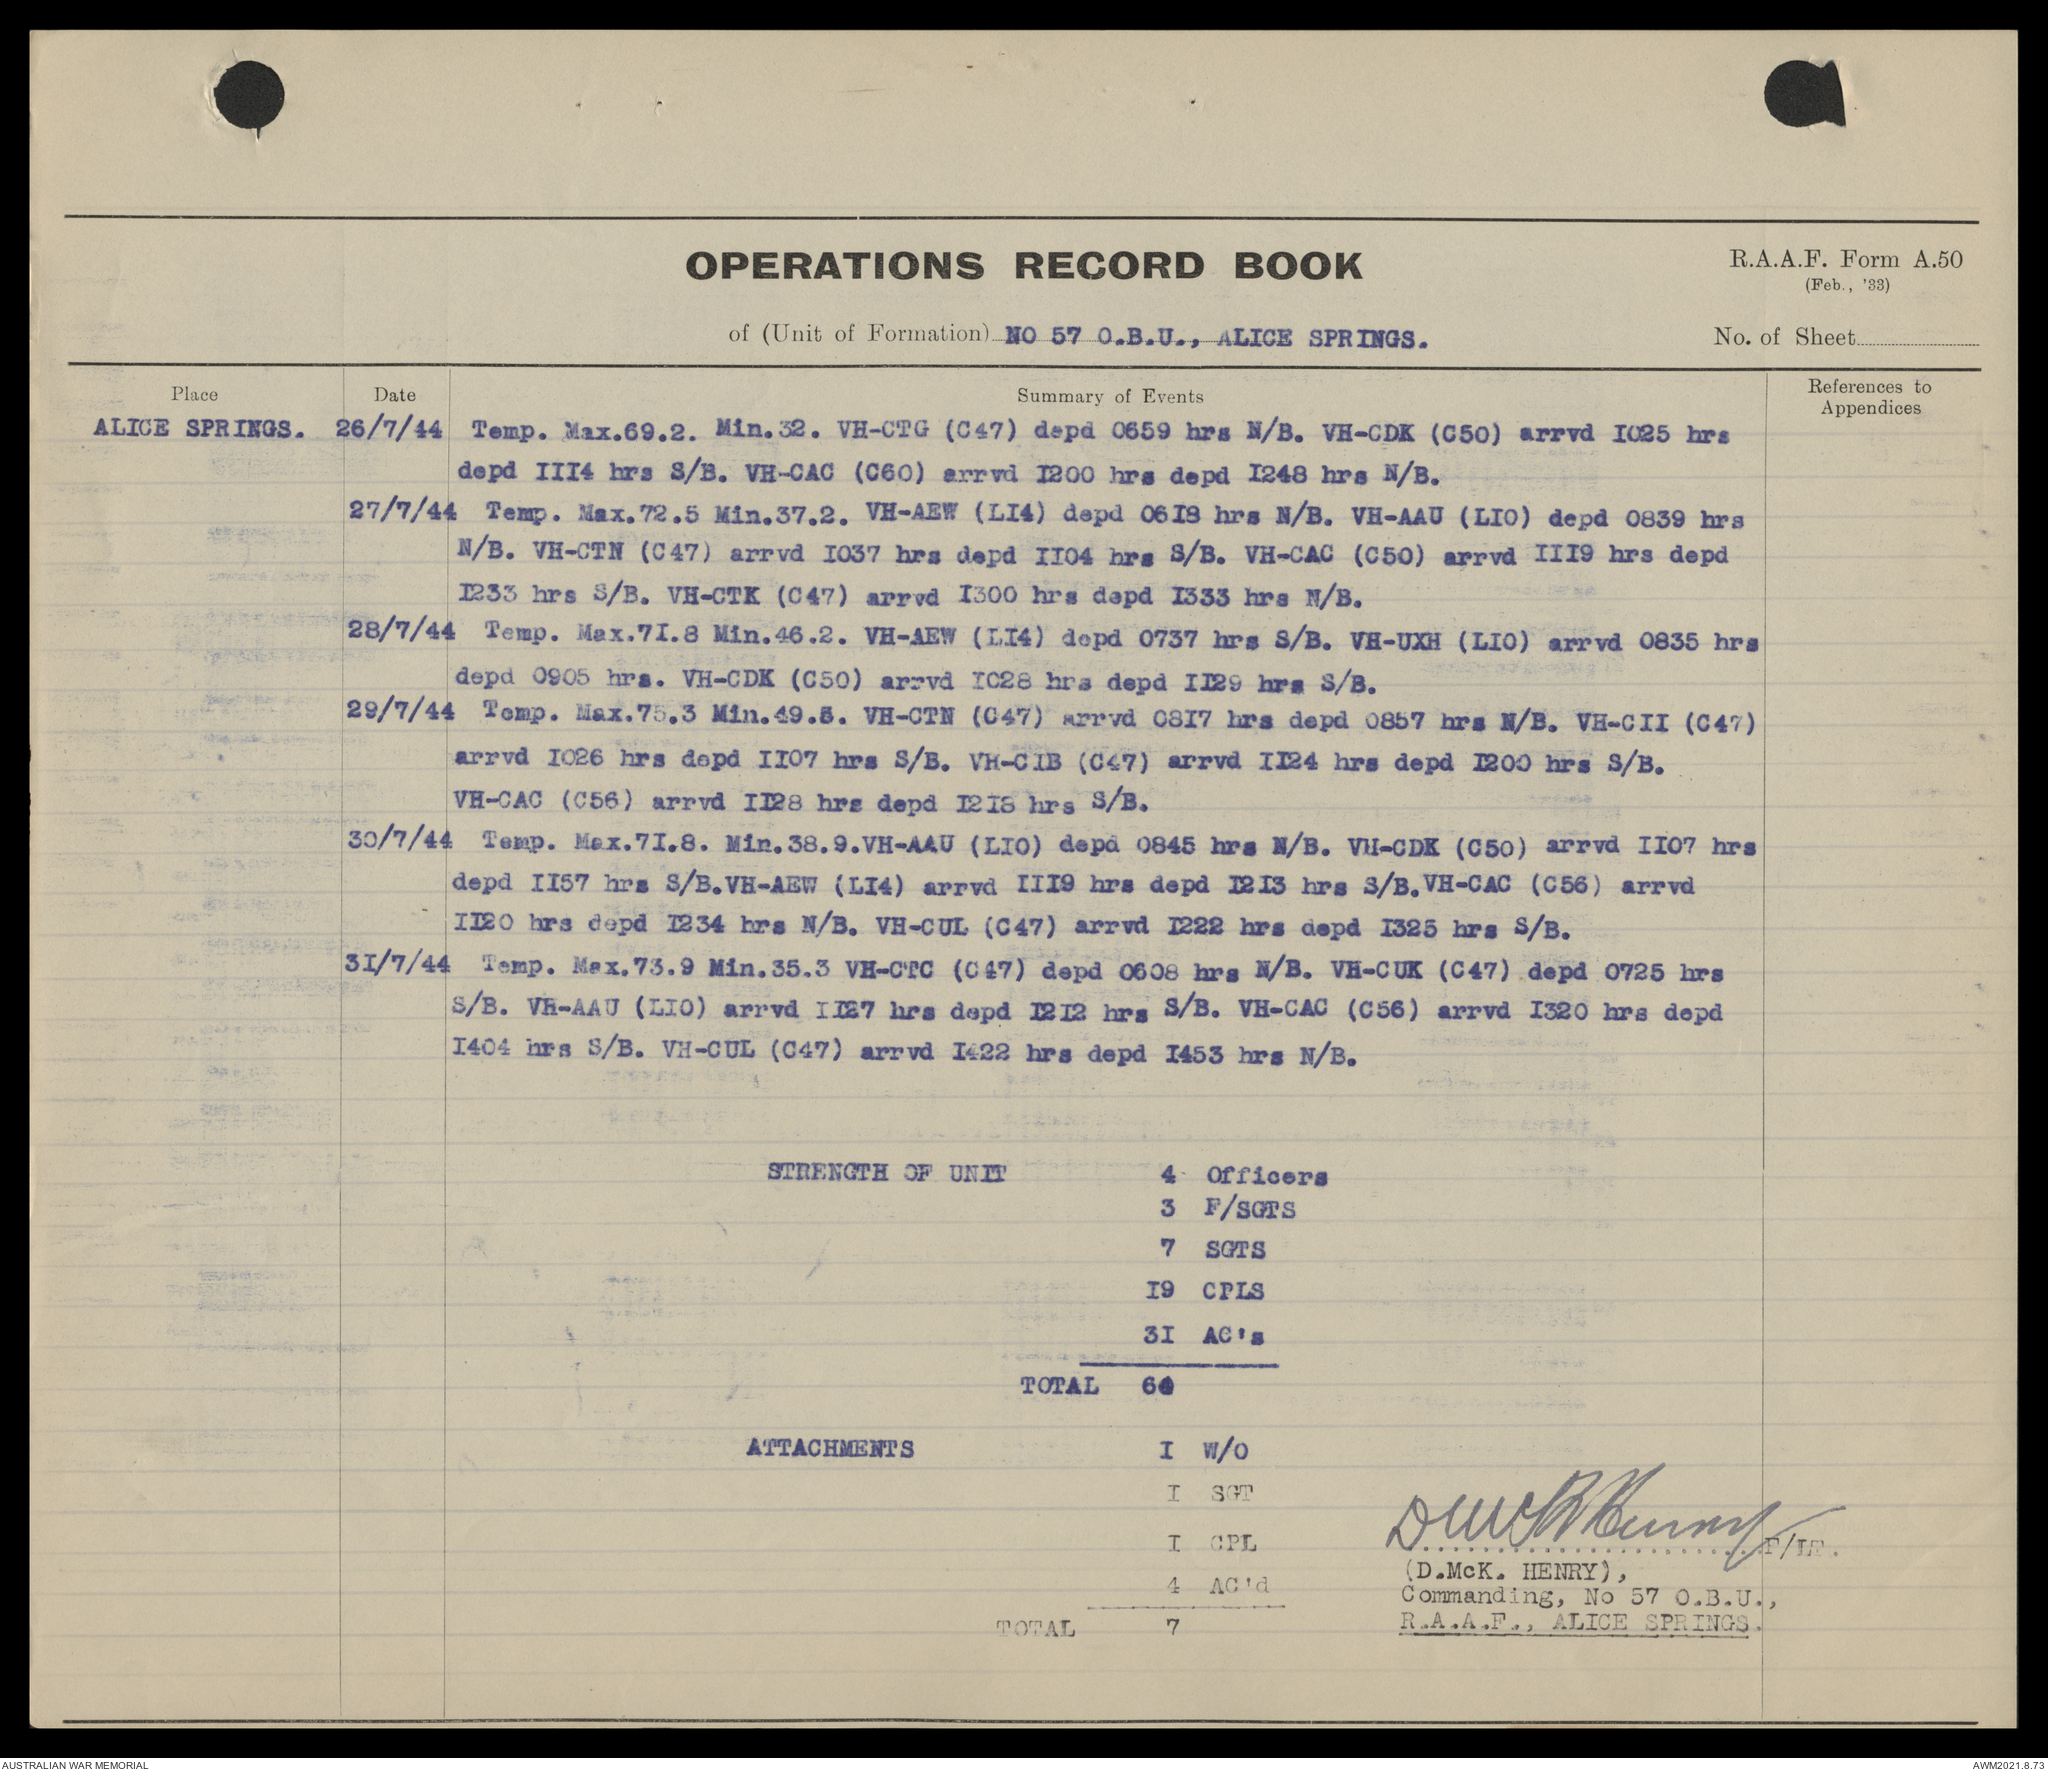 OPERATIONS RECORD BOOK
R.A.A.F. Form A.50
(Feb., '33)
of (Unit of Formation) NO 57 O.B.U., ALICE SPRINGS.
No. of Sheet
Place
Date
Summary of Events
References to
Appendices
ALICE SPRINGS. 26/7/44 Temp. Max.69.2. Min.32. VH-CTG (C47) depd 0659 hrs N/B. VH-CDK (C50) arrvd I025 hrs
depd III4 hrs S/B. VH-CAC (C60) arrvd I200 hrs depd I248 hrs N/B.
27/7/44 Temp. Max.72.5 Min.37.2. VH-AEW (LI4) depd 06I8 hrs N/B. VH-AAU (LI0) depd 0839 hrs
N/B. VH-CTN (C47) arrvd I037 hrs depd II04 hrs S/B. VH-CAC (C50) arrvd III9 hrs depd
I233 hrs S/B. VH-CTK (C47) arrvd I300 hrs depd I333 hrs N/B.
28/7/44 Temp. Max.7I.8 Min.46.2. VH-AEW (LI4) depd 0737 hrs S/B. VH-UXH (LI0) arrvd 0835 hrs
depd 0905 hrs. VH-CDK (C50) arrvd I028 hrs depd II29 hrs S/B.
29/7/44 Temp. Max.75.3 Min.49.5. VH-CTN (C47) arrvd 08I7 hrs depd 0857 hrs N/B. VH-CII (C47)
arrvd I026 hrs depd II07 hrs S/B. VH-CIB (C47) arrvd II24 hrs depd I200 hrs S/B.
VH-CAC (C56) arrvd II28 hrs depd I2I8 hrs S/B.
30/7/44 Temp. Max.7I.8. Min.38.9.VH-AAU (LI0) depd 0845 hrs N/B. VH-CDK (C50) arrvd II07 hrs
depd II57 hrs S/B.VH-AEW (LI4) arrvd III9 hrs depd I2I3 hrs S/B.VH-CAC (C56) arrvd
II20 hrs depd I234 hrs N/B. VH-CUL (C47) arrvd I222 hrs depd I325 hrs S/B.
3I/7/44 Temp. Max.73.9 Min.35.3 VH-CTC (C47) depd 0608 hrs N/B. VH-CUK (C47) depd 0725 hrs
S/B. VH-AAU (LI0) arrvd II27 hrs depd I2I2 hrs S/B. VH-CAC (C56) arrvd I320 hrs depd
I404 hrs S/B. VH-CUL (C47) arrvd I422 hrs depd I453 hrs N/B.
STRENGTH OF UNIT 4 Officers
3 F/SGTS
7 SGTS
I9 CPLS
3I AC's
TOTAL 64
ATTACHMENTS I W/O
I SGT
I CPL
4 AC'd
TOTAL 7
D McK Henry F/LT.
(D.McK. HENRY),
Commanding, No 57 O.B.U.,
R.A.A.F., ALICE SPRINGS.
AUSTRALIAN WAR MEMORIAL
AWM2021.8.73